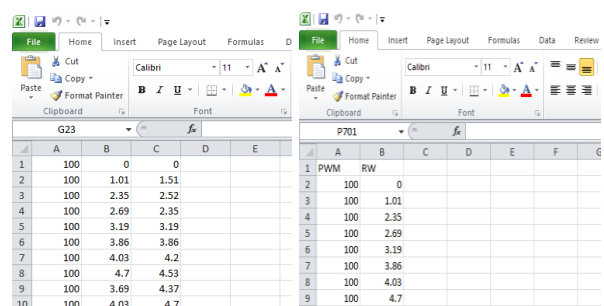 File Home Insert Page Layout Formulas D
Paste
Cut
Copy
Format Painter
Clipboard
Calibri 11 A A
B I U A
Font
G23 fx
A B C D E
1 100 0 0
2 100 1.01 1.51
3 100 2.35 2.52
4 100 2.69 2.35
5 100 3.19 3.19
6 100 3.86 3.86
7 100 4.03 4.2
8 100 4.7 4.53
9 100 3.69 4.37
10 100 4.03 4.7
File Home Insert Page Layout Formulas Data Review
Paste
Cut
Copy
Format Painter
Clipboard
Calibri 11 A A
B I U A
Font
P701 fx
A B C D E F G
1 PWM RW
2 100 0
3 100 1.01
4 100 2.35
5 100 2.69
6 100 3.19
7 100 3.86
8 100 4.03
9 100 4.7